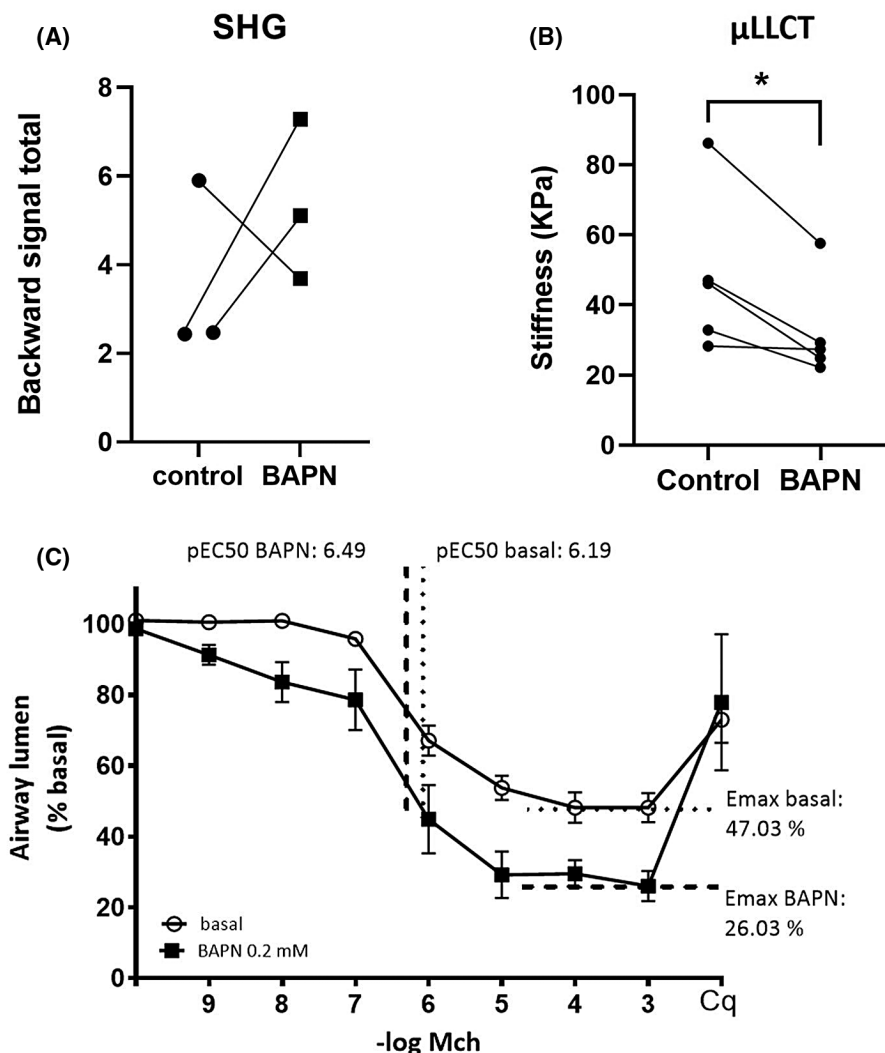 (A)
SHG
Backward signal total
8
6
4
2
0
control BAPN
(B)
µLLCT
*
Stiffness (KPa)
100
80
60
40
20
0
Control BAPN
(C)
pEC50 BAPN: 6.49
pEC50 basal: 6.19
Airway lumen
(% basal)
100
80
60
40
20
0
Emax basal:
47.03 %
Emax BAPN:
26.03 %
basal
BAPN 0.2 mM
9 8 7 6 5 4 3 Cq
-log Mch